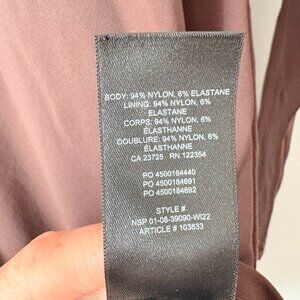 BODY: 94% NYLON, 6% ELASTANE
LINING: 94% NYLON, 6%
ELASTANE
CORPS: 94% NYLON, 6%
ÉLASTHANNE
DOUBLURE: 94% NYLON, 6%
ÉLASTHANNE
CA 23725 RN 122354
PO 4500184440
PO 4500184691
PO 4500184692
STYLE #
NSP 01-08-39090-WI22
ARTICLE # 103833